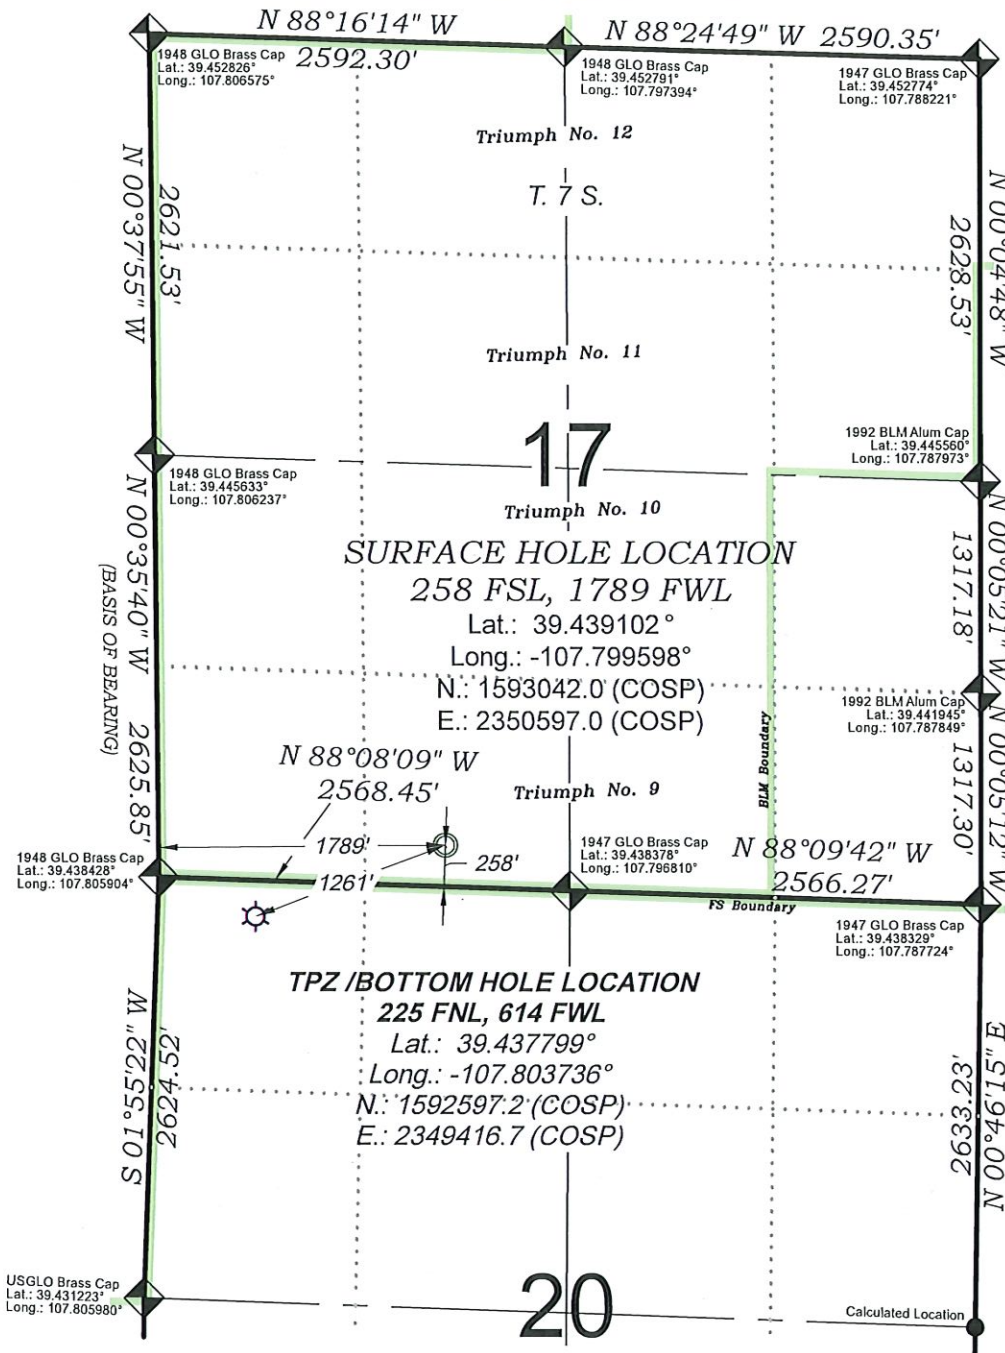 N 88°16'14" W
2592.30'
N 88°24'49" W 2590.35'
1948 GLO Brass Cap
Lat.: 39.452826°
Long.: 107.806575°
1948 GLO Brass Cap
Lat.: 39.452791°
Long.: 107.797394°
1947 GLO Brass Cap
Lat.: 39.452774°
Long.: 107.788221°
Triumph No. 12
T. 7 S.
N 00°37'55" W
2621.53'
2628.53'
N 00°04'48" W
Triumph No. 11
17
1992 BLM Alum Cap
Lat.: 39.445560°
Long.: 107.787973°
1948 GLO Brass Cap
Lat.: 39.445633°
Long.: 107.806237°
Triumph No. 10
SURFACE HOLE LOCATION
258 FSL, 1789 FWL
Lat.: 39.439102°
Long.: -107.799598°
N.: 1593042.0 (COSP)
E.: 2350597.0 (COSP)
N 00°35'40" W
2625.85'
(BASIS OF BEARING)
1317.18'
N 00°05'21" W
1992 BLM Alum Cap
Lat.: 39.441945°
Long.: 107.787849°
BLM Boundary
1317.30'
N 00°05'12" W
N 88°08'09" W
2568.45'
Triumph No. 9
1789'
258'
1261'
1948 GLO Brass Cap
Lat.: 39.438428°
Long.: 107.805904°
1947 GLO Brass Cap
Lat.: 39.438378°
Long.: 107.796810°
N 88°09'42" W
2566.27'
FS Boundary
1947 GLO Brass Cap
Lat.: 39.438329°
Long.: 107.787724°
TPZ /BOTTOM HOLE LOCATION
225 FNL, 614 FWL
Lat.: 39.437799°
Long.: -107.803736°
N.: 1592597.2 (COSP)
E.: 2349416.7 (COSP)
S 01°55'22" W
2624.52'
2633.23'
N 00°46'15" E
USGLO Brass Cap
Lat.: 39.431223°
Long.: 107.805980°
20
Calculated Location